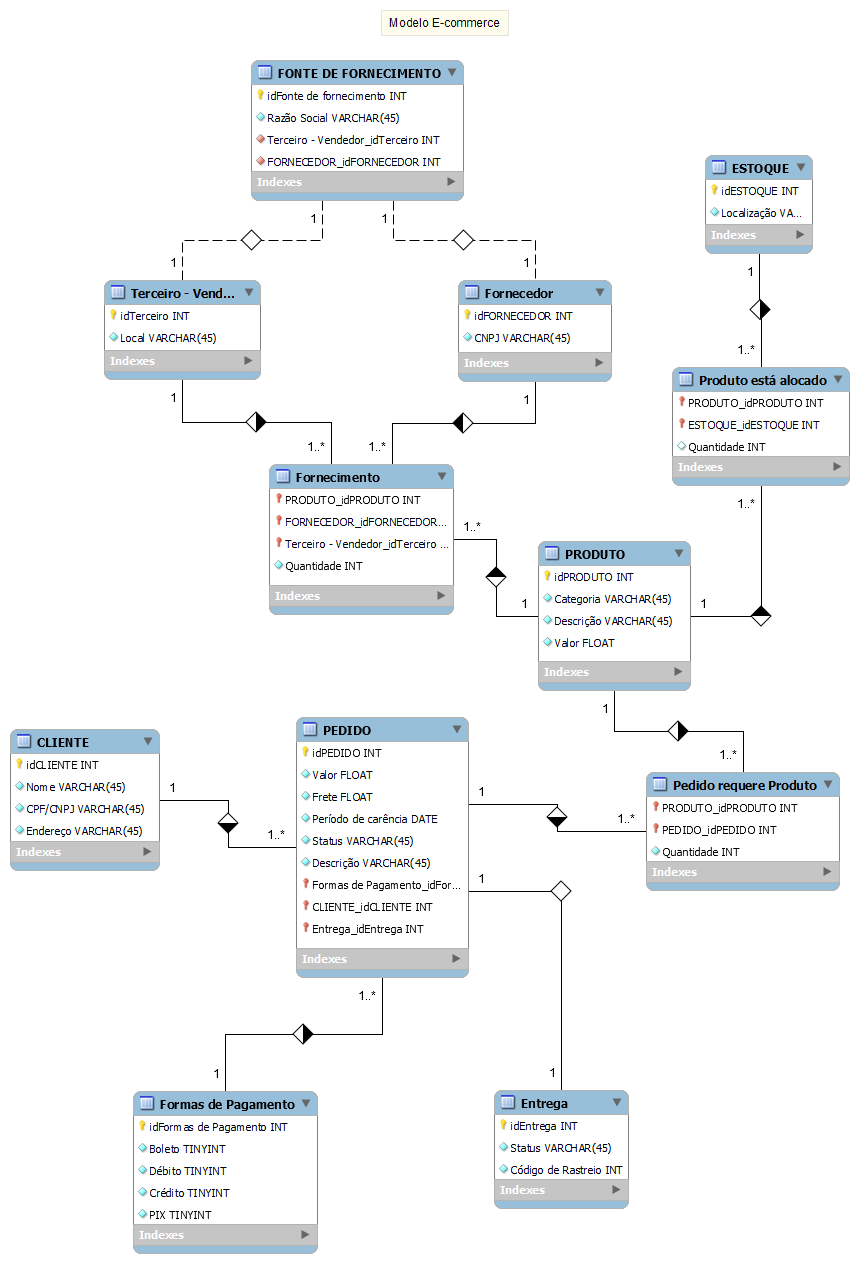 Modelo E-commerce
FONTE DE FORNECIMENTO
idFonte de fornecimento INT
Razão Social VARCHAR(45)
Terceiro - Vendedor_idTerceiro INT
FORNECEDOR_idFORNECEDOR INT
Indexes
ESTOQUE
idESTOQUE INT
Localização VA...
Indexes
1
1
1
1
1
1..*
Terceiro - Vend...
idTerceiro INT
Local VARCHAR(45)
Indexes
Fornecedor
idFORNECEDOR INT
CNPJ VARCHAR(45)
Indexes
Produto está alocado
PRODUTO_idPRODUTO INT
ESTOQUE_idESTOQUE INT
Quantidade INT
Indexes
1
1..*
1
1..*
1..*
Fornecimento
PRODUTO_idPRODUTO INT
FORNECEDOR_idFORNECEDOR...
Terceiro - Vendedor_idTerceiro ...
Quantidade INT
Indexes
1..*
1
PRODUTO
idPRODUTO INT
Categoria VARCHAR(45)
Descrição VARCHAR(45)
Valor FLOAT
Indexes
1
1
1..*
CLIENTE
idCLIENTE INT
Nome VARCHAR(45)
CPF/CNPJ VARCHAR(45)
Endereço VARCHAR(45)
Indexes
1
1..*
PEDIDO
idPEDIDO INT
Valor FLOAT
Frete FLOAT
Período de carência DATE
Status VARCHAR(45)
Descrição VARCHAR(45)
Formas de Pagamento_idFor...
CLIENTE_idCLIENTE INT
Entrega_idEntrega INT
Indexes
1
1..*
Pedido requere Produto
PRODUTO_idPRODUTO INT
PEDIDO_idPEDIDO INT
Quantidade INT
Indexes
1
1
1..*
1
Formas de Pagamento
idFormas de Pagamento INT
Boleto TINYINT
Débito TINYINT
Crédito TINYINT
PIX TINYINT
Indexes
Entrega
idEntrega INT
Status VARCHAR(45)
Código de Rastreio INT
Indexes